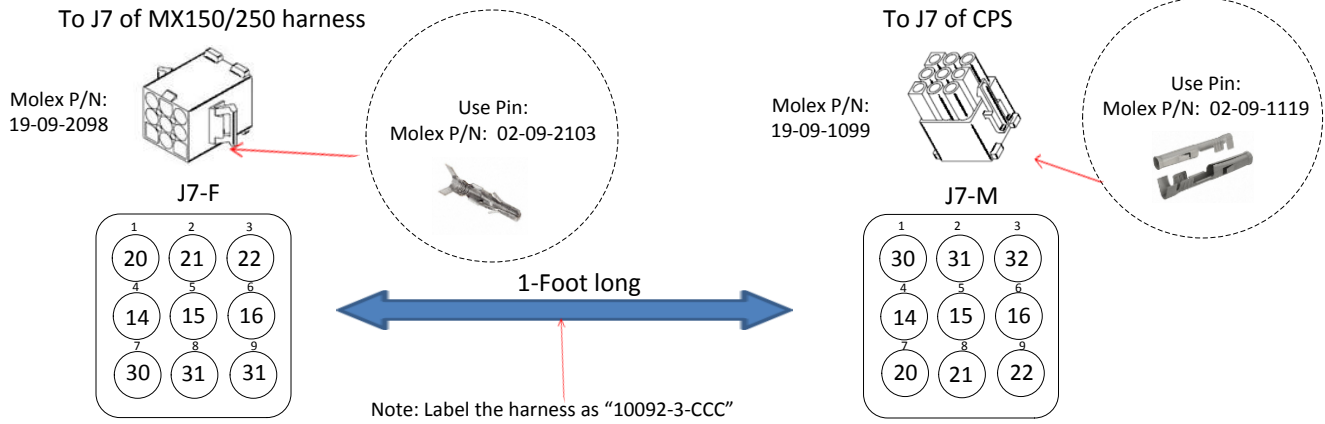 To J7 of MX150/250 harness
Molex P/N:
19-09-2098
Use Pin:
Molex P/N: 02-09-2103
To J7 of CPS
Molex P/N:
19-09-1099
Use Pin:
Molex P/N: 02-09-1119
J7-F
1 2 3
20 21 22
4 5 6
14 15 16
7 8 9
30 31 31
1-Foot long
Note: Label the harness as “10092-3-CCC”
J7-M
1 2 3
30 31 32
4 5 6
14 15 16
7 8 9
20 21 22